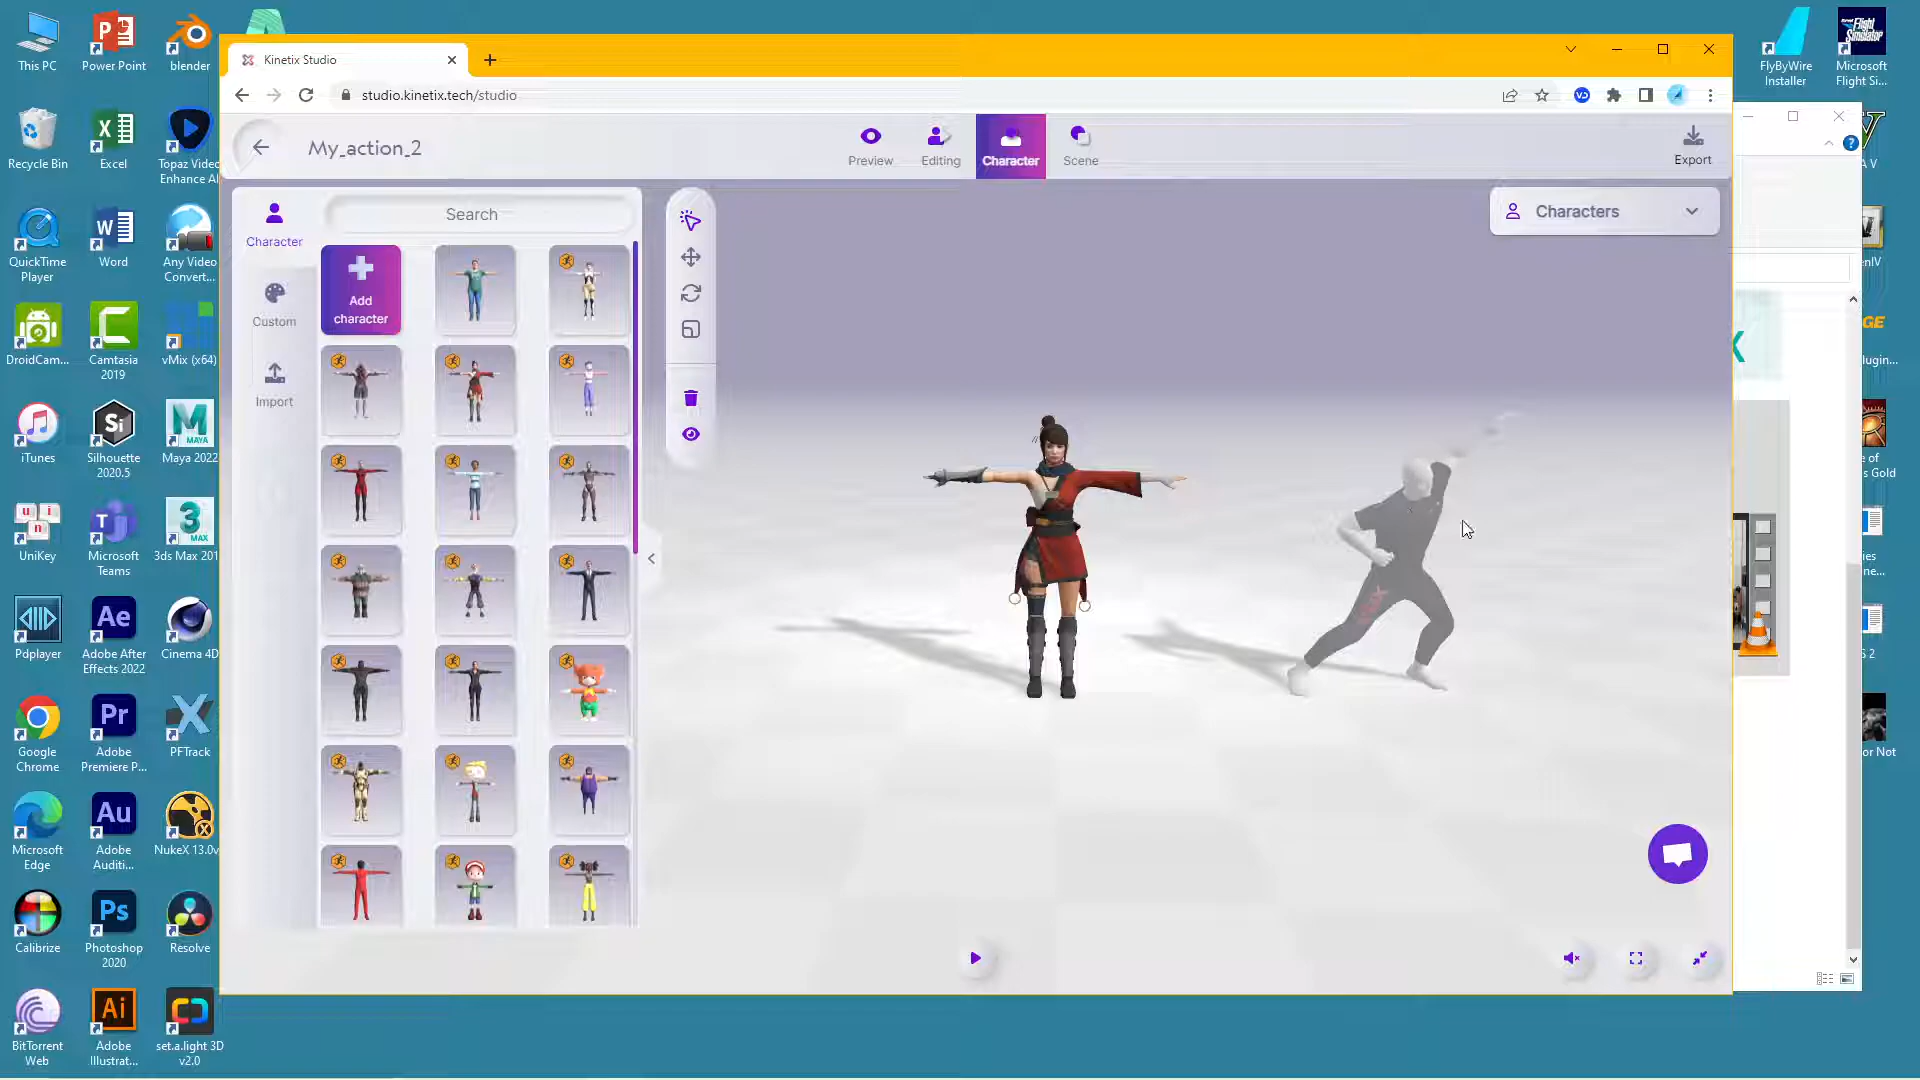 This PC
Power Point
blender
Recycle Bin
Excel
Topaz Video
Enhance AI
QuickTime
Player
Word
Any Video
Convert...
DroidCam...
Camtasia
2019
vMix (x64)
iTunes
Silhouette
2020.5
Maya 2022
UniKey
Microsoft
Teams
3ds Max 201
Pdplayer
Adobe After
Effects 2022
Cinema 4D
Google
Chrome
Adobe
Premiere P...
PFTrack
Microsoft
Edge
Adobe
Auditi...
NukeX 13.0v
Calibrize
Photoshop
2020
Resolve
BitTorrent
Web
Adobe
Illustrat...
set.a.light 3D
v2.0
Kinetix Studio
studio.kinetix.tech/studio
My_action_2
Preview
Editing
Character
Scene
Export
Character
Custom
Import
Search
Add
character
Characters
FlyByWire
Installer
Microsoft
Flight Si...